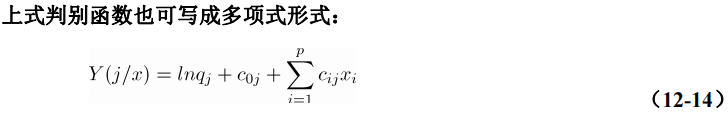 上式判别函数也可写成多项式形式：
Y(j/x) = lnq_j + c_{0j} + \sum_{i=1}^{p} c_{ij}x_i
（12-14）